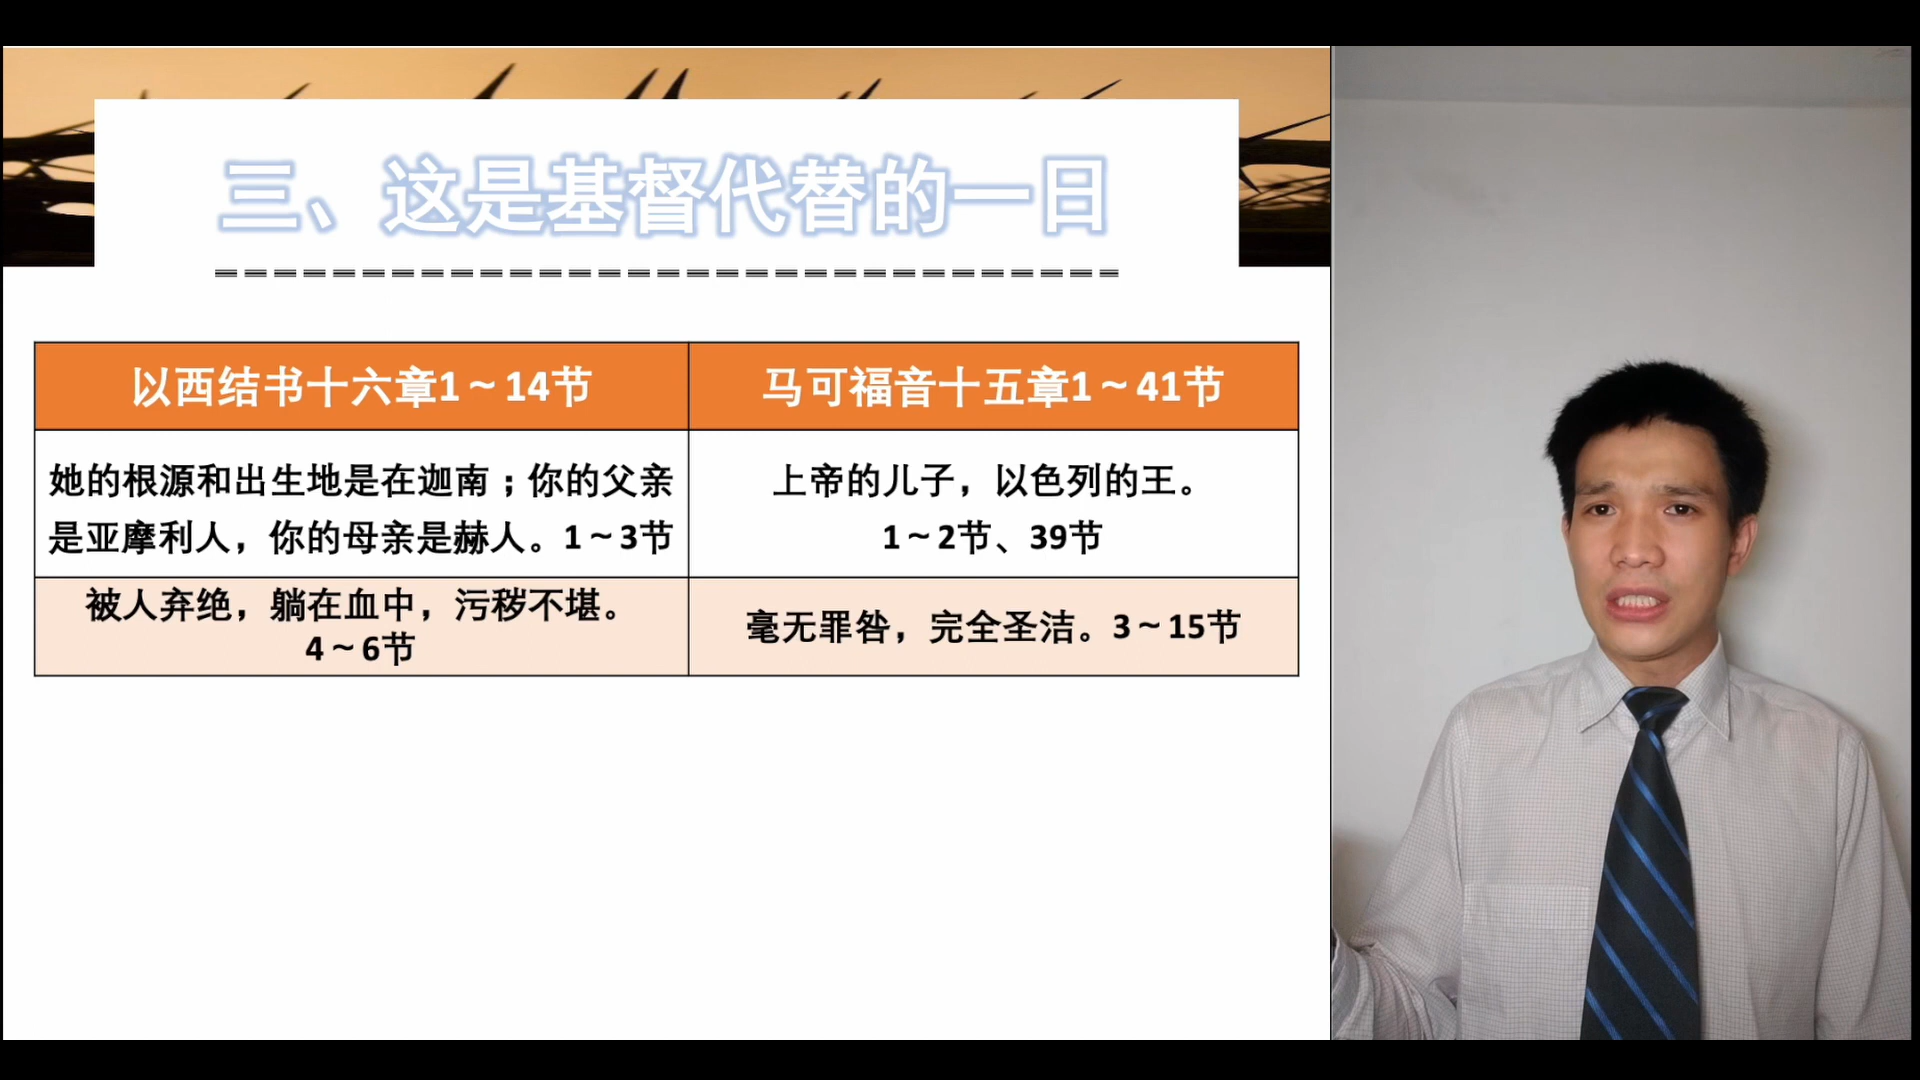 三、这是基督代替的一日
以西结书十六章1～14节
马可福音十五章1～41节
她的根源和出生地是在迦南；你的父亲
是亚摩利人，你的母亲是赫人。1～3节
上帝的儿子，以色列的王。
1～2节、39节
被人弃绝，躺在血中，污秽不堪。
4～6节
毫无罪咎，完全圣洁。3～15节